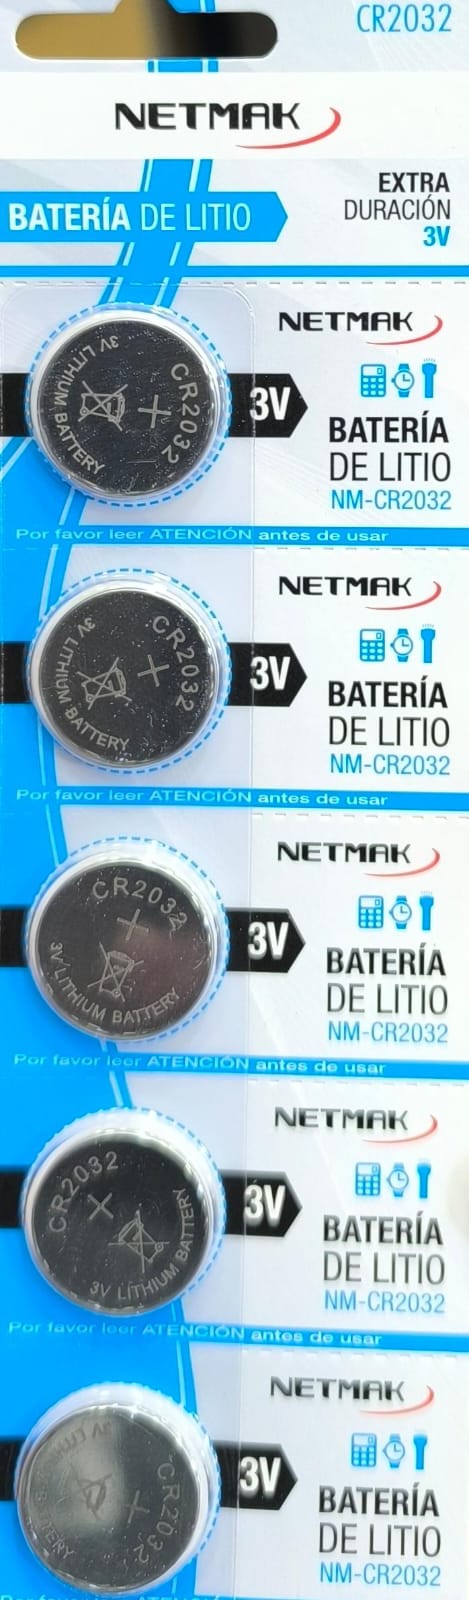 CR2032
NETMAK
EXTRA
DURACIÓN
3V
BATERÍA DE LITIO
NETMAK
CR2032
+
3V LITHIUM BATTERY
3V
BATERÍA
DE LITIO
NM-CR2032
Por favor leer ATENCIÓN antes de usar
NETMAK
CR2032
+
3V LITHIUM BATTERY
3V
BATERÍA
DE LITIO
NM-CR2032
Por favor leer ATENCIÓN antes de usar
NETMAK
CR2032
+
3V LITHIUM BATTERY
3V
BATERÍA
DE LITIO
NM-CR2032
Por favor leer ATENCIÓN antes de usar
NETMAK
CR2032
+
3V LITHIUM BATTERY
3V
BATERÍA
DE LITIO
NM-CR2032
Por favor leer ATENCIÓN antes de usar
NETMAK
CR2032
+
3V
3V
BATERÍA
DE LITIO
NM-CR2032